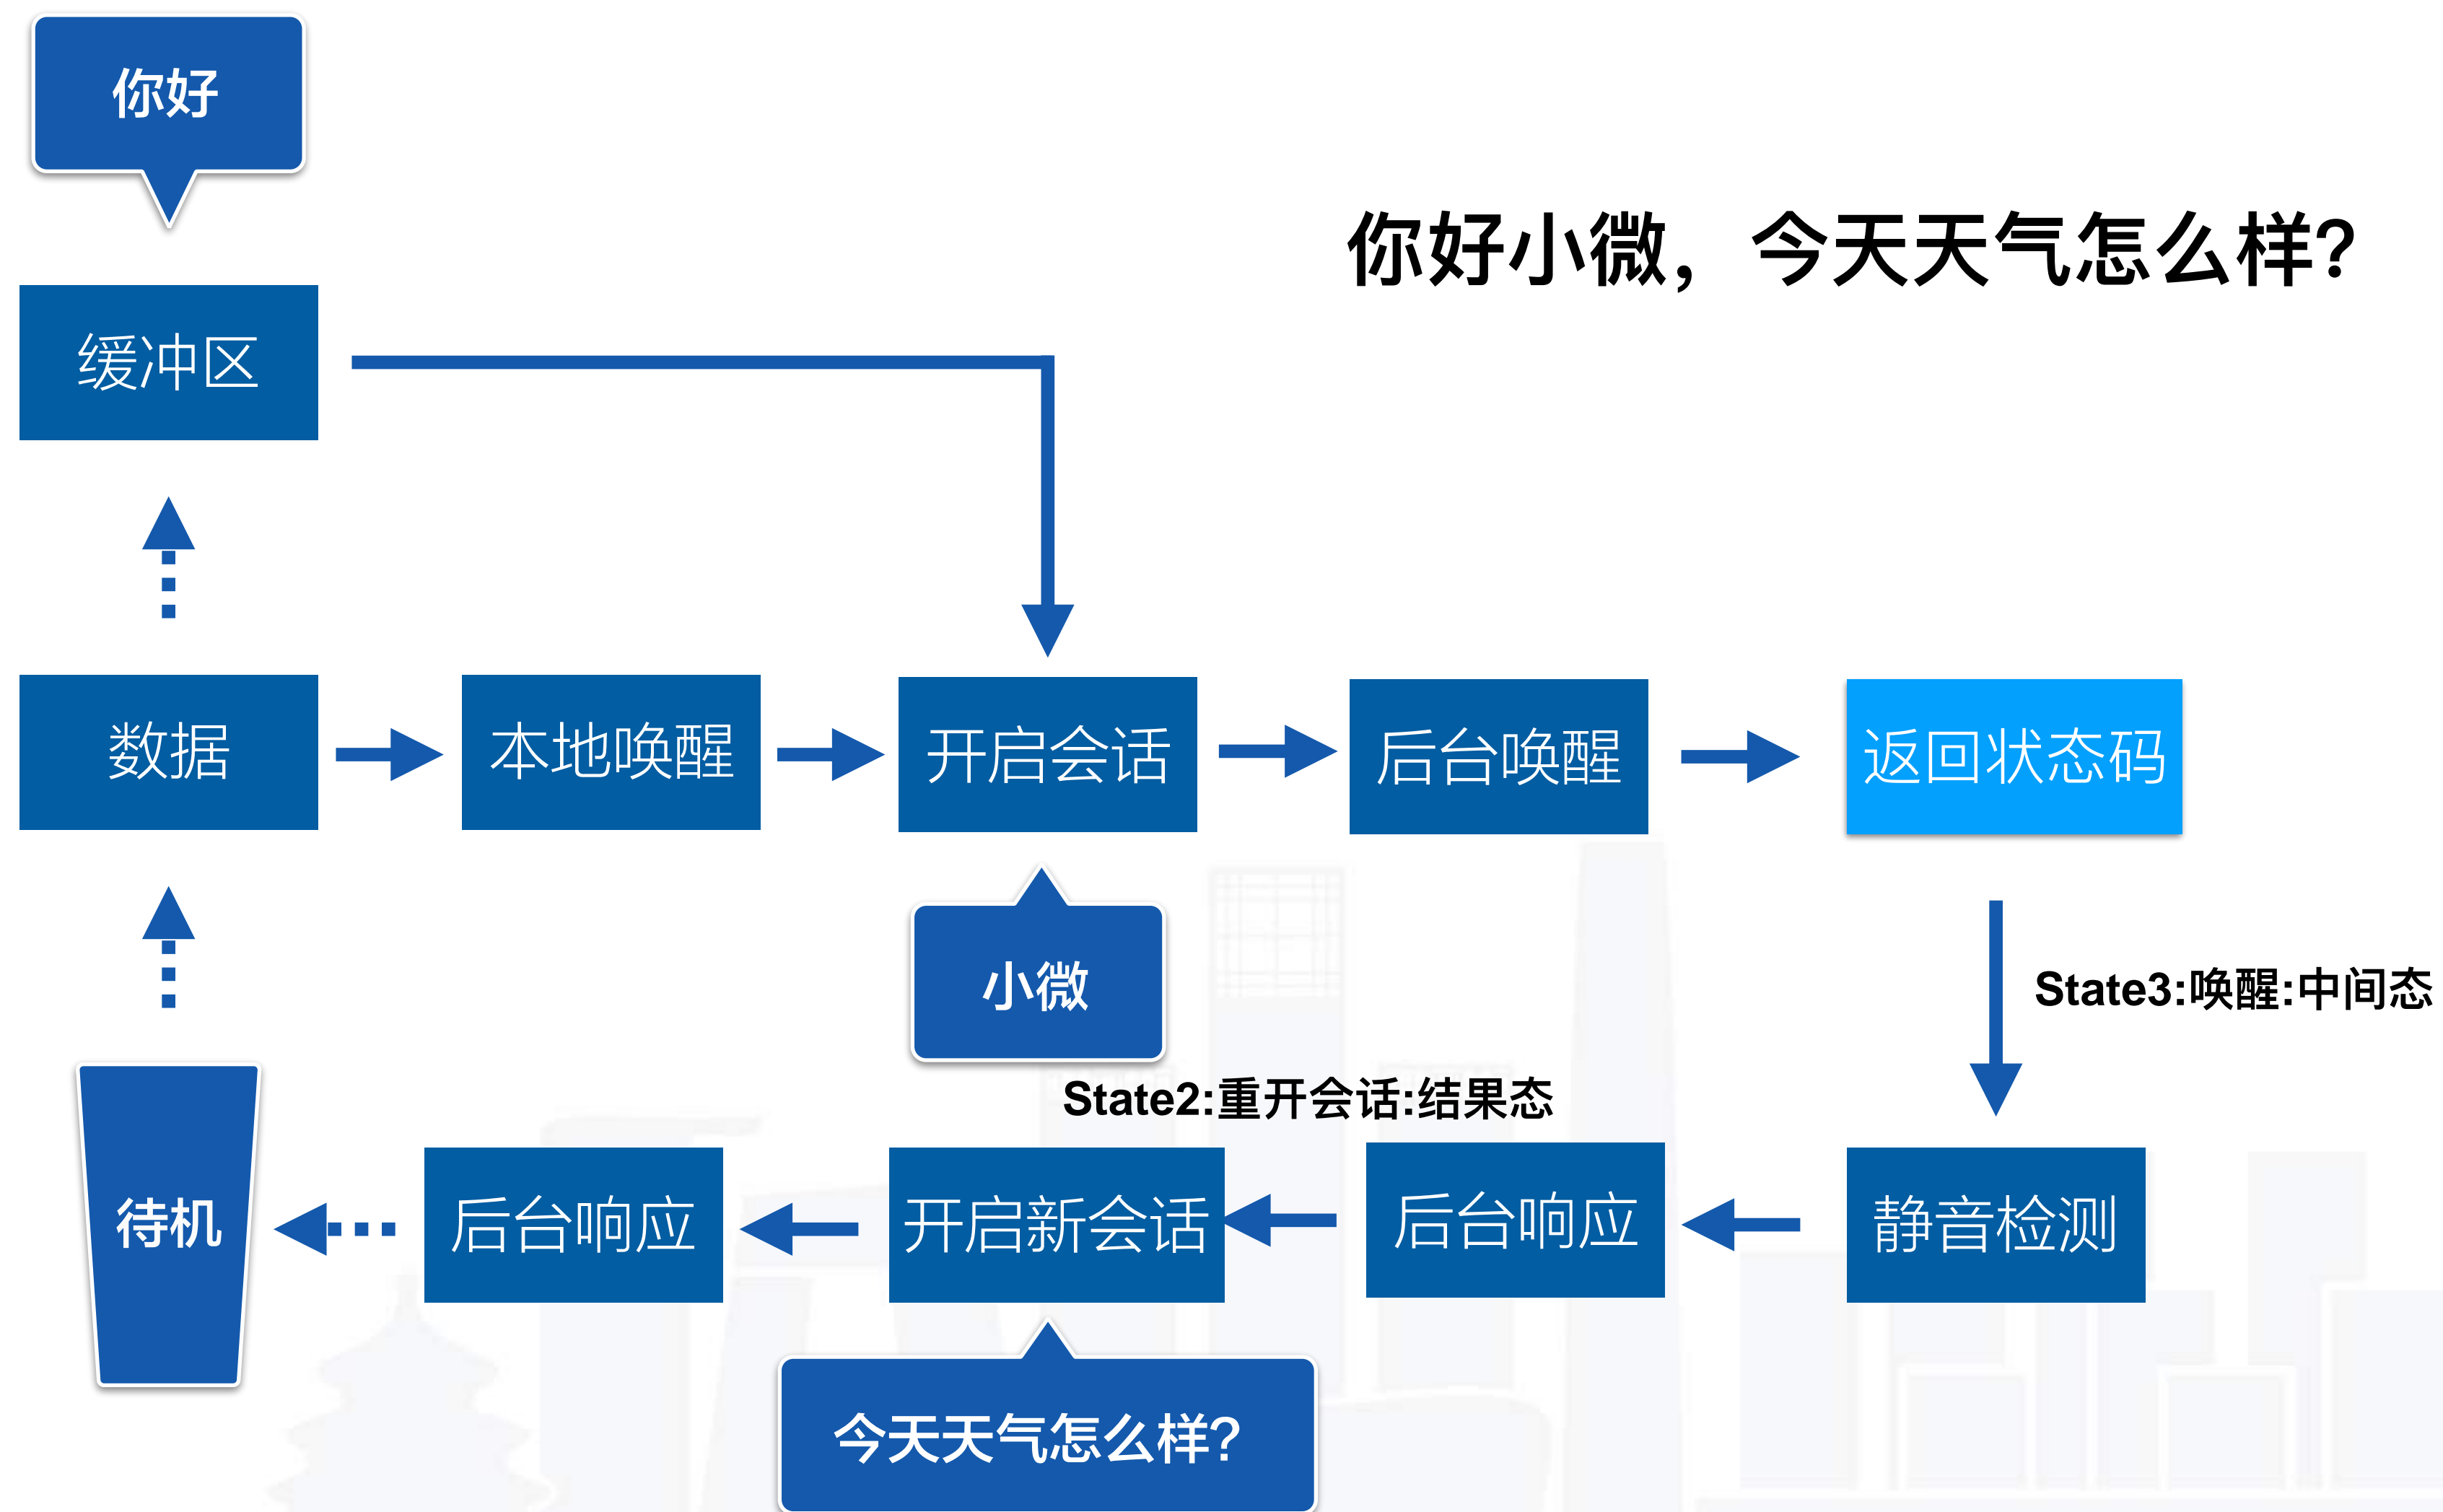 你好
你好小微，今天天气怎么样?
缓冲区
数据
本地唤醒
开启会话
后台唤醒
返回状态码
小微
State3:唤醒:中间态
State2:重开会话:结果态
待机
后台响应
开启新会话
后台响应
静音检测
今天天气怎么样?